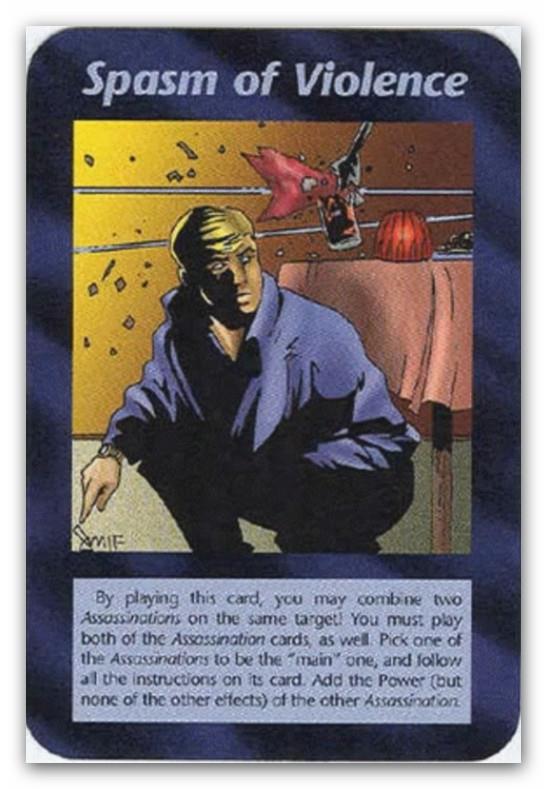 Spasm of Violence
By playing this card, you may combine two
Assassinations on the same target! You must play
both of the Assassination cards, as well. Pick one of
the Assassinations to be the “main” one, and follow
all the instructions on its card. Add the Power (but
none of the other effects) of the other Assassination.